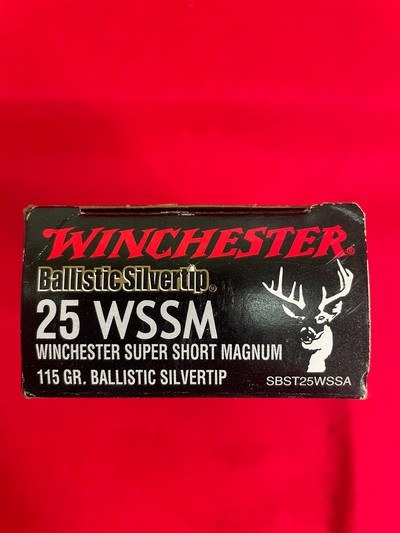 WINCHESTER®
Ballistic Silvertip®
25 WSSM
WINCHESTER SUPER SHORT MAGNUM
115 GR. BALLISTIC SILVERTIP
SBST25WSSA